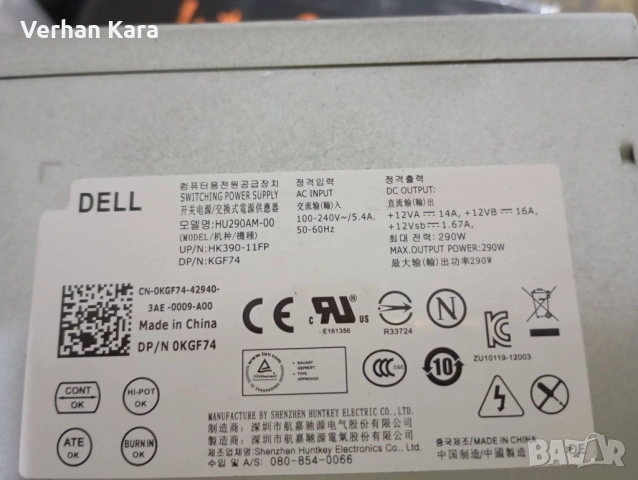 Verhan Kara
DELL
컴퓨터용전원공급장치
SWITCHING POWER SUPPLY
开关电源/交換式電源供應器
모델명:HU290AM-00
(MODEL/机种/機種)
UP/N:HK390-11FP
DP/N:KGF74
정격입력
AC INPUT
交流输(輸)入
100-240V~/5.4A,
50-60Hz
정격출력
DC OUTPUT:
直流输(輸)出
+12VA ⎓ 14A, +12VB ⎓ 16A,
+12Vsb ⎓ 1.67A,
최대 전력: 290W
MAX.OUTPUT POWER:290W
最大输(輸)出功率290W
CN-0KGF74-42940-
3AE-0009-A00
Made in China
DP/N 0KGF74
CE
c RU US
E181356
R33724
N
KC
ZU10119-12003
CCC
10
CONT
OK
HI-POT
OK
ATE
OK
BURN IN
OK
MANUFACTURE BY SHENZHEN HUNTKEY ELECTRIC CO., LTD.
制造商: 深圳市航嘉驰源电气股份有限公司
製造商: 深圳市航嘉馳源電氣股份有限公司
제조업체명:Shenzhen Huntkey Electronics Co., Ltd
수입 및 A/S: 080-854-0066
중국제조/MADE IN CHINA
中国制造/中國製造
bazar